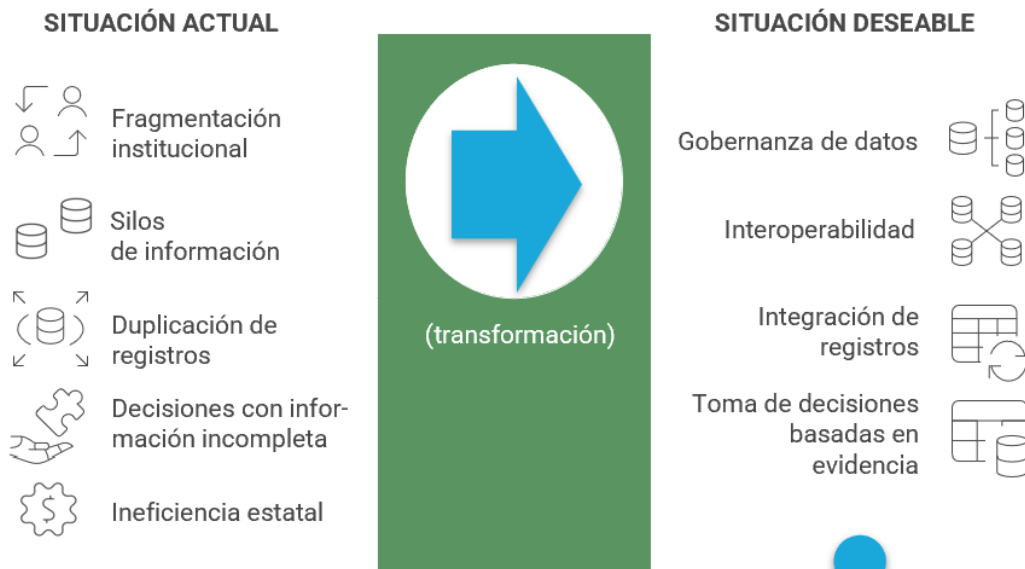 SITUACIÓN ACTUAL
Fragmentación
institucional
Silos
de información
Duplicación de
registros
Decisiones con infor-
mación incompleta
$
Ineficiencia estatal
(transformación)
SITUACIÓN DESEABLE
Gobernanza de datos
Interoperabilidad
Integración de
registros
Toma de decisiones
basadas en
evidencia